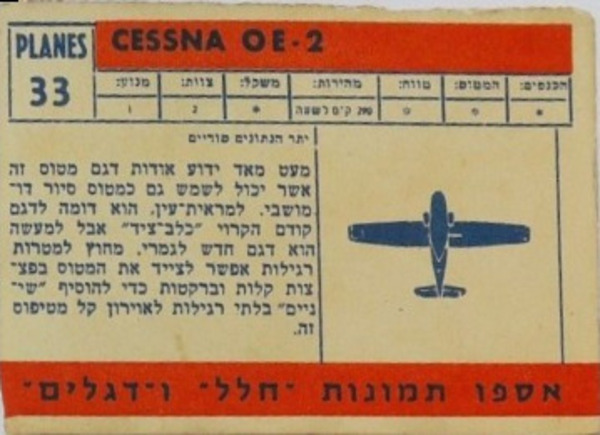 PLANES
33
CESSNA OE-2
הכנפים: המטוס: טווח: מהירות: משקל: צוות: מנוע:
* * * 290 ק״מ לשעה * 2 1
יתר הנתונים סודיים
מעט מאד ידוע אודות דגם מטוס זה
אשר יכול לשמש גם כמטוס סיור דו־
מושבי. למראית־עין, הוא דומה לדגם
קודם הקרוי "כלב־ציד" אבל למעשה
הוא דגם חדש לגמרי. מחוץ למטרות
רגילות אפשר לצייד את המטוס בפצ־
צות קלות וברקטות כדי להוסיף "שי־
ניים" בלתי רגילות לאוירון קל מטיפוס
זה.
אספו תמונות "חלל" ו"דגלים"